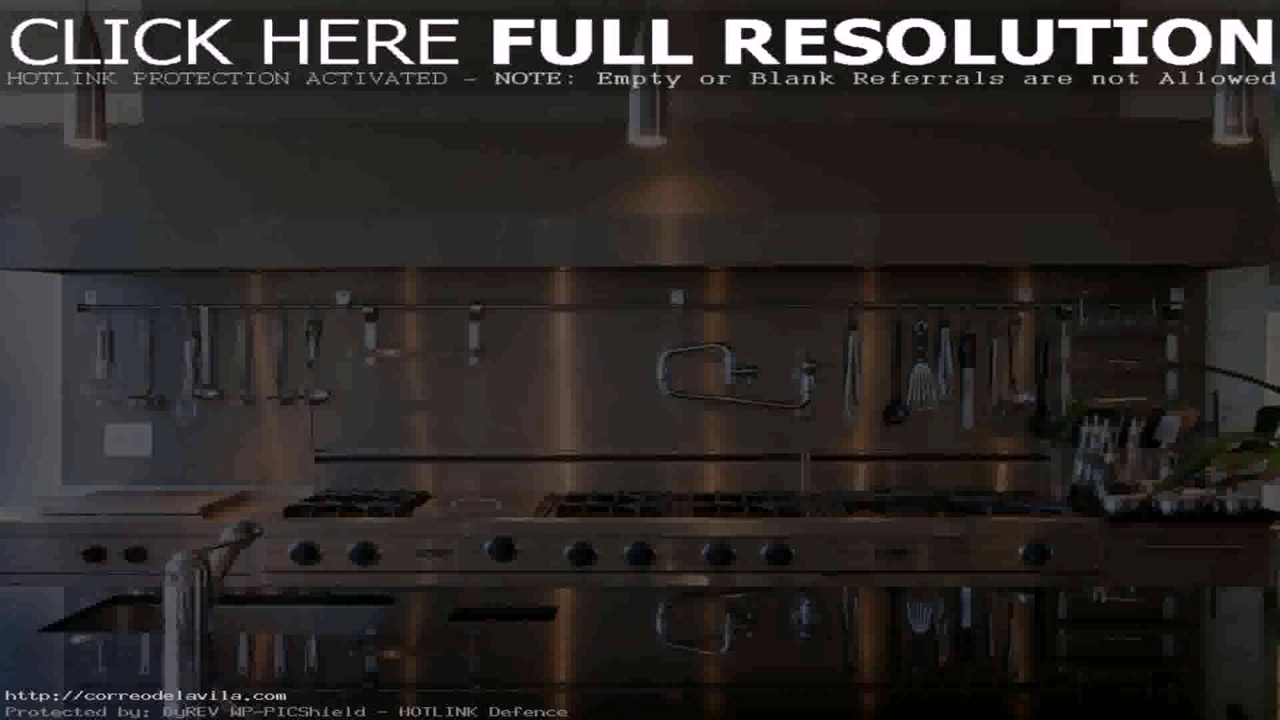 CLICK HERE FULL RESOLUTION
HOTLINK PROTECTION ACTIVATED - NOTE: Empty or Blank Referrals are not Allowed
http://correodelavila.com
Protected by: DyREV WP-PICShield - HOTLINK Defence